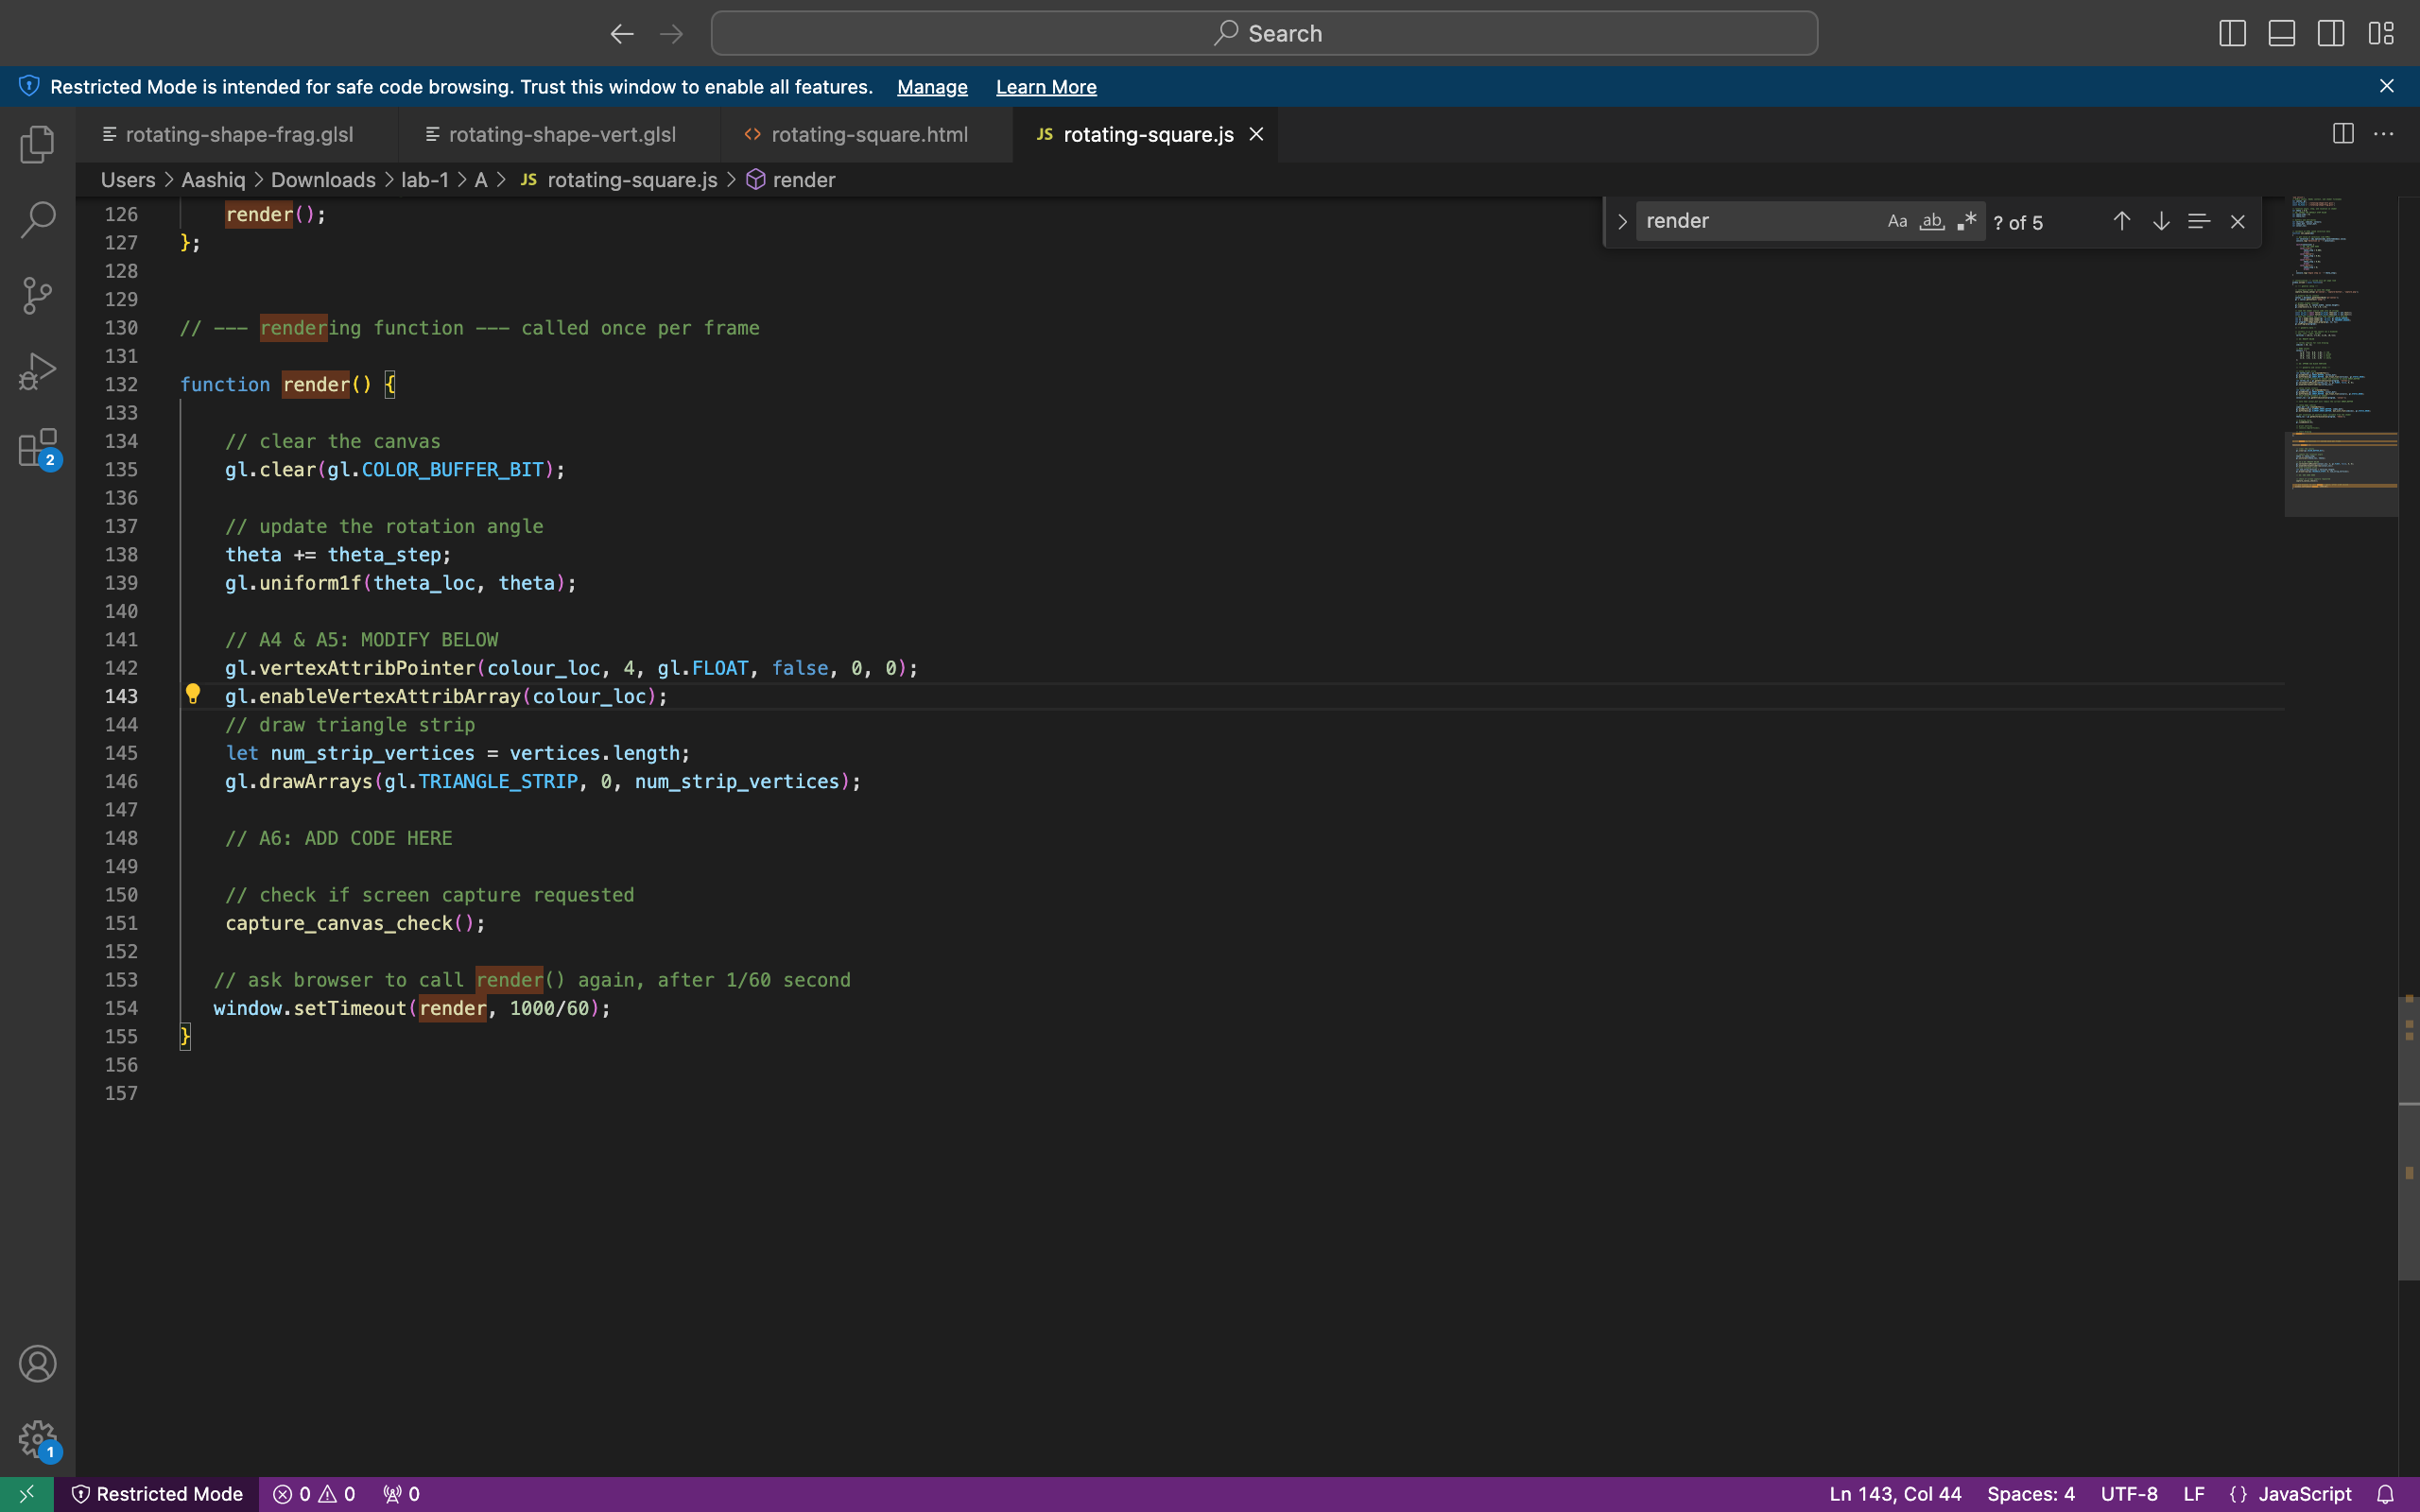 Search
Restricted Mode is intended for safe code browsing. Trust this window to enable all features. Manage Learn More
rotating-shape-frag.glsl rotating-shape-vert.glsl <> rotating-square.html JS rotating-square.js
Users > Aashiq > Downloads > lab-1 > A > JS rotating-square.js > render
render Aa ab .* ? of 5
126 render();
127 };
128
129
130 // --- rendering function --- called once per frame
131
132 function render() {
133
134 // clear the canvas
135 gl.clear(gl.COLOR_BUFFER_BIT);
136
137 // update the rotation angle
138 theta += theta_step;
139 gl.uniform1f(theta_loc, theta);
140
141 // A4 & A5: MODIFY BELOW
142 gl.vertexAttribPointer(colour_loc, 4, gl.FLOAT, false, 0, 0);
143 gl.enableVertexAttribArray(colour_loc);
144 // draw triangle strip
145 let num_strip_vertices = vertices.length;
146 gl.drawArrays(gl.TRIANGLE_STRIP, 0, num_strip_vertices);
147
148 // A6: ADD CODE HERE
149
150 // check if screen capture requested
151 capture_canvas_check();
152
153 // ask browser to call render() again, after 1/60 second
154 window.setTimeout(render, 1000/60);
155 }
156
157
2
1
Restricted Mode 0 0 0 Ln 143, Col 44 Spaces: 4 UTF-8 LF {} JavaScript